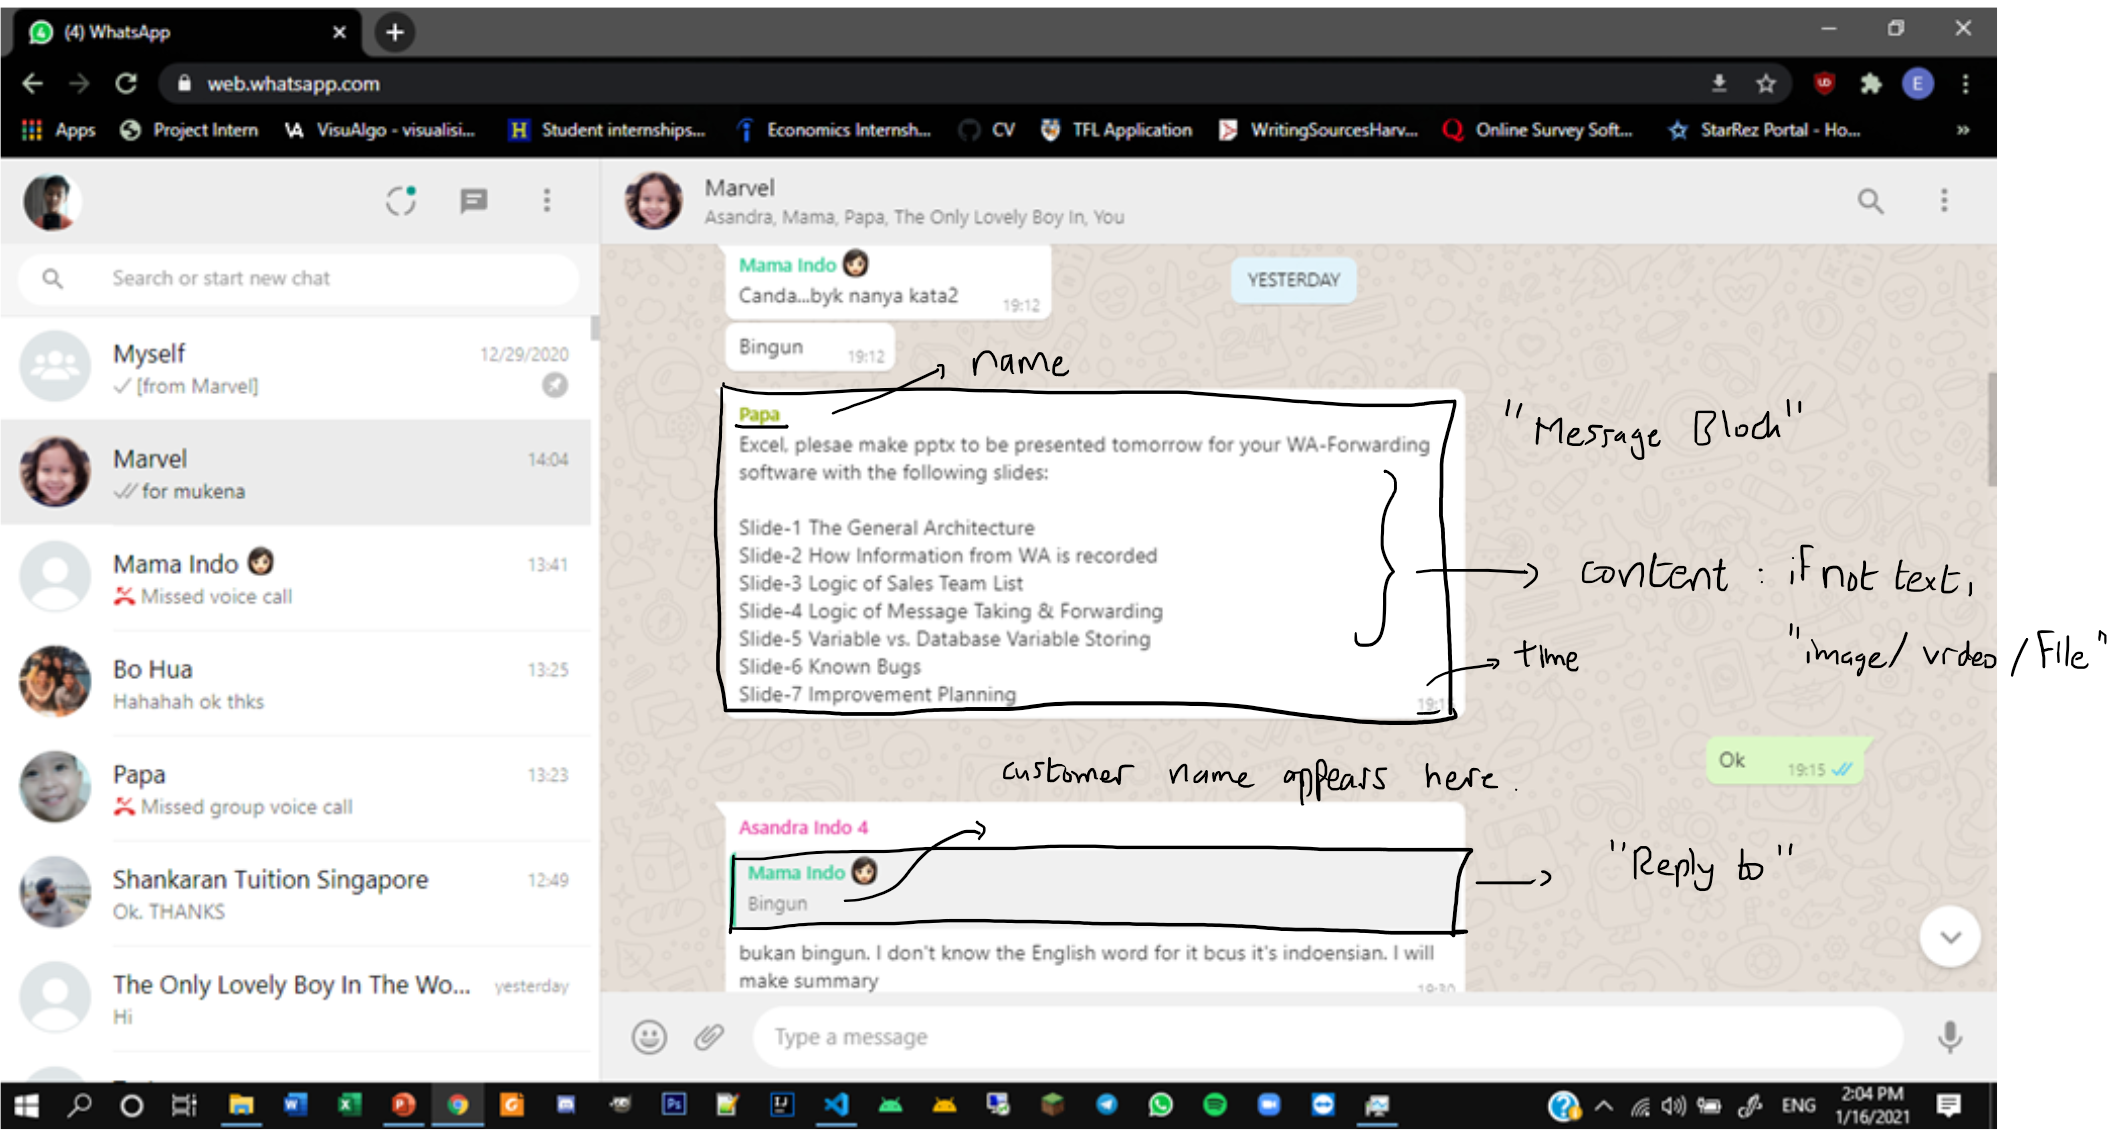 (4) WhatsApp
web.whatsapp.com
Apps Project Intern VisuAlgo - visualisi... Student internships... Economics Internsh... CV TFL Application WritingSourcesHarv... Online Survey Soft... StarRez Portal - Ho... »
Marvel
Asandra, Mama, Papa, The Only Lovely Boy In, You
Search or start new chat
Myself 12/29/2020
[from Marvel]
Marvel 14:04
for mukena
Mama Indo 13:41
Missed voice call
Bo Hua 13:25
Hahahah ok thks
Papa 13:23
Missed group voice call
Shankaran Tuition Singapore 12:49
Ok. THANKS
The Only Lovely Boy In The Wo... yesterday
Hi
YESTERDAY
Mama Indo
Canda...byk nanya kata2 19:12
Bingun 19:12
name
Papa
Excel, plesae make pptx to be presented tomorrow for your WA-Forwarding
software with the following slides:
Slide-1 The General Architecture
Slide-2 How Information from WA is recorded
Slide-3 Logic of Sales Team List
Slide-4 Logic of Message Taking & Forwarding
Slide-5 Variable vs. Database Variable Storing
Slide-6 Known Bugs
Slide-7 Improvement Planning
"Message Block"
content : if not text,
"image/ video / File"
time
Ok 19:15
customer name appears here.
Asandra Indo 4
Mama Indo
Bingun
"Reply to"
bukan bingun. I don't know the English word for it bcus it's indoensian. I will
make summary 19:30
Type a message
ENG 2:04 PM
1/16/2021